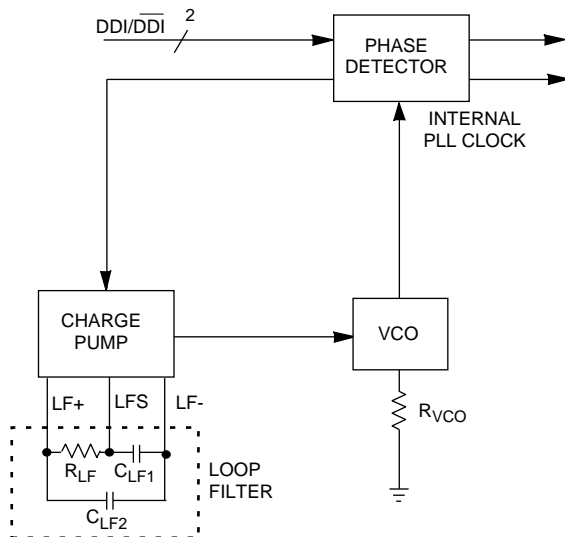 DDI/D̅D̅I̅ 2
PHASE
DETECTOR
INTERNAL
PLL CLOCK
CHARGE
PUMP
VCO
LF+ LFS LF-
RVCO
RLF CLF1
LOOP
FILTER
CLF2